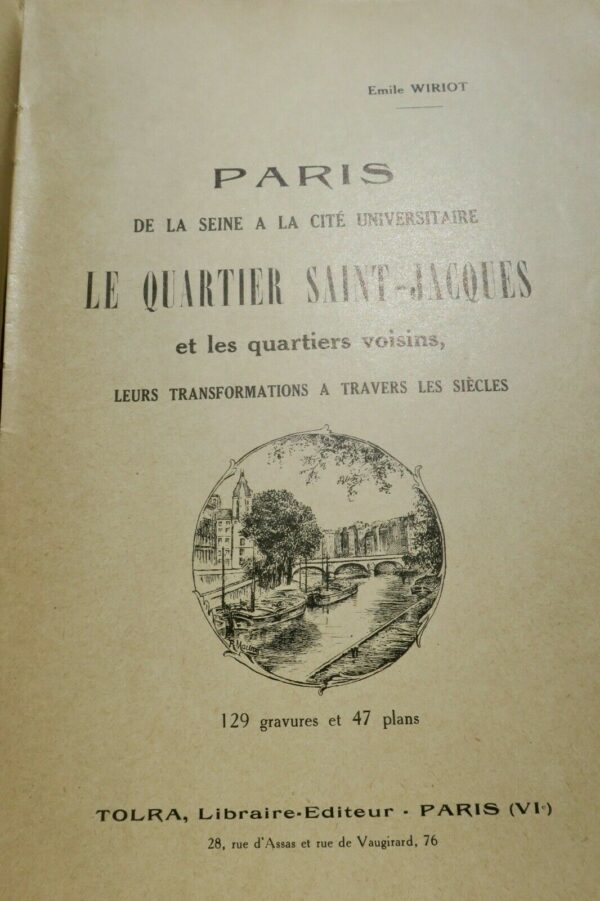 Emile WIRIOT
PARIS
DE LA SEINE A LA CITÉ UNIVERSITAIRE
LE QUARTIER SAINT-JACQUES
et les quartiers voisins,
LEURS TRANSFORMATIONS A TRAVERS LES SIÈCLES
129 gravures et 47 plans
TOLRA, Libraire-Editeur - PARIS (VIe)
28, rue d'Assas et rue de Vaugirard, 76